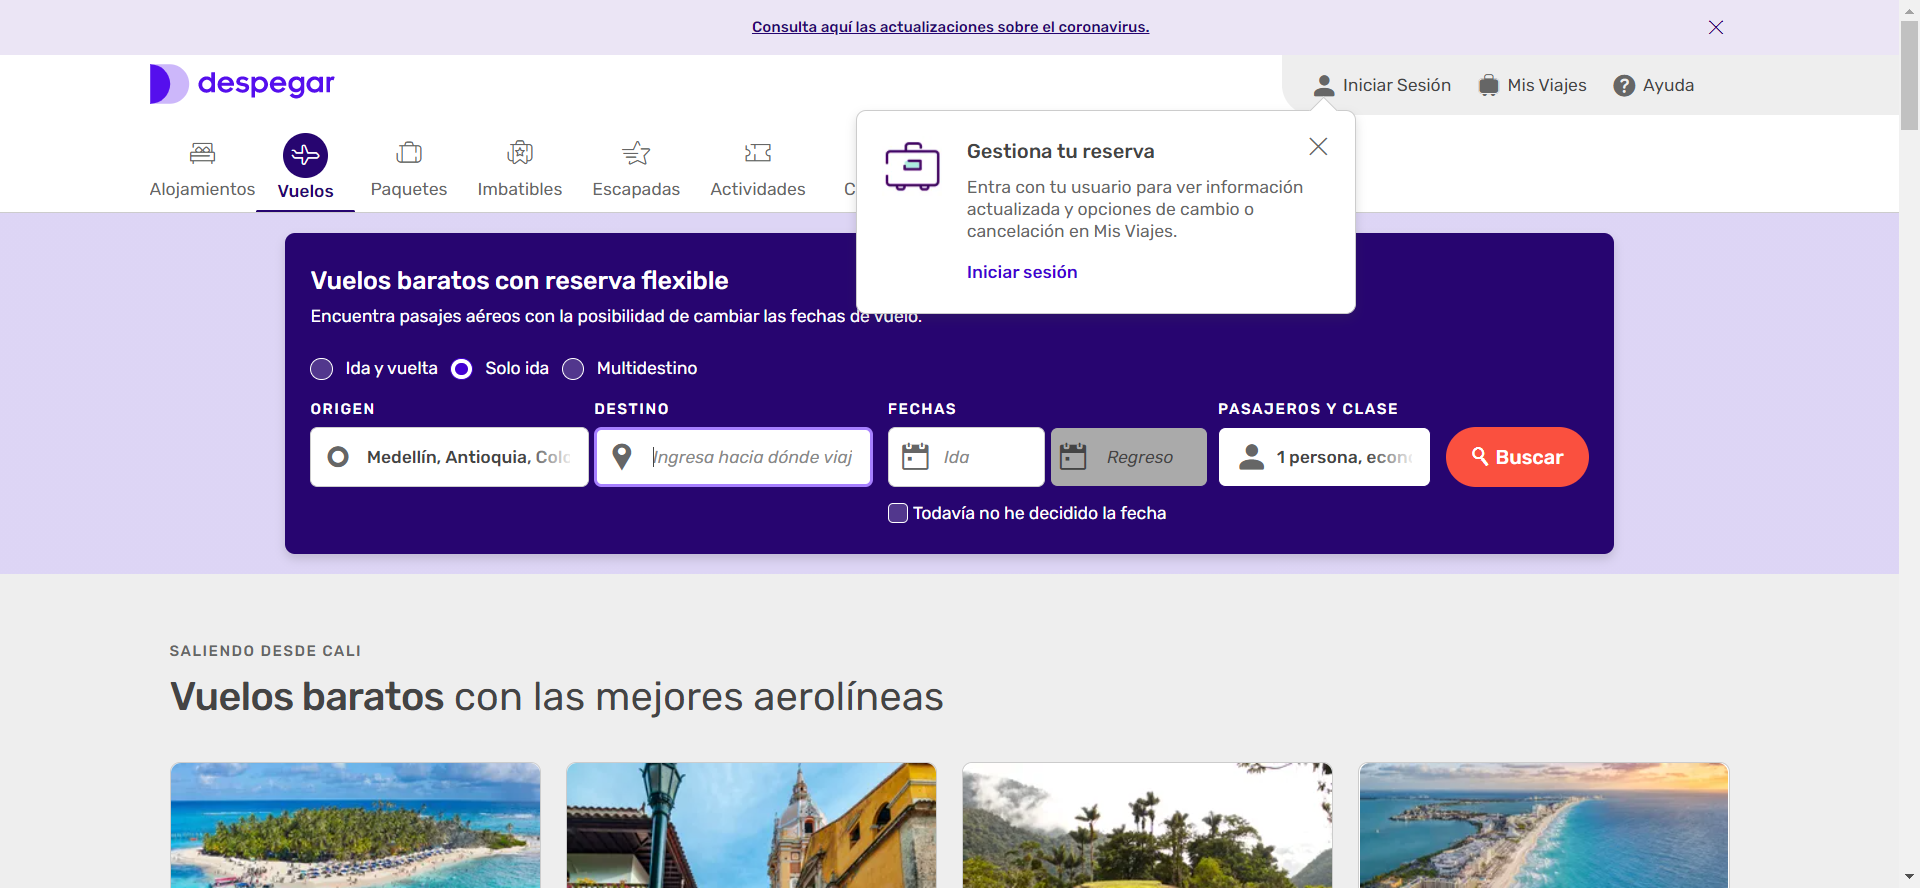 Consulta aquí las actualizaciones sobre el coronavirus.
despegar
Iniciar Sesión
Mis Viajes
Ayuda
Alojamientos
Vuelos
Paquetes
Imbatibles
Escapadas
Actividades
C
Gestiona tu reserva
Entra con tu usuario para ver información
actualizada y opciones de cambio o
cancelación en Mis Viajes.
Iniciar sesión
Vuelos baratos con reserva flexible
Encuentra pasajes aéreos con la posibilidad de cambiar las fechas de vuelo.
Ida y vuelta
Solo ida
Multidestino
ORIGEN
DESTINO
FECHAS
PASAJEROS Y CLASE
Medellín, Antioquia, Colo
Ingresa hacia dónde viaj
Ida
Regreso
1 persona, econ
Buscar
Todavía no he decidido la fecha
SALIENDO DESDE CALI
Vuelos baratos con las mejores aerolíneas